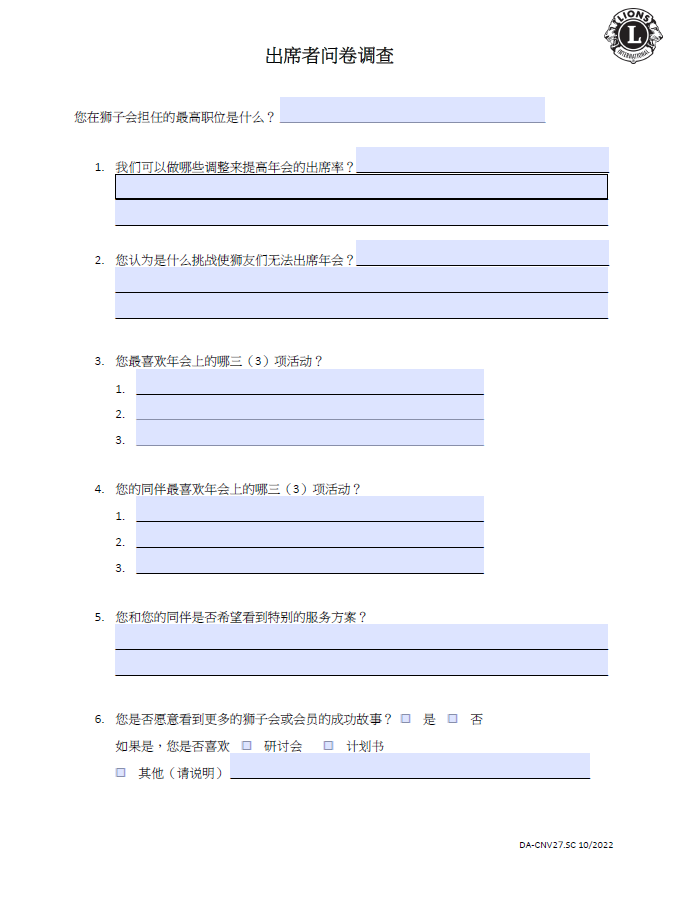 LIONS
L
INTERNATIONAL
出席者问卷调查
您在狮子会担任的最高职位是什么？
1. 我们可以做哪些调整来提高年会的出席率？
2. 您认为是什么挑战使狮友们无法出席年会？
3. 您最喜欢年会上的哪三（3）项活动？
1.
2.
3.
4. 您的同伴最喜欢年会上的哪三（3）项活动？
1.
2.
3.
5. 您和您的同伴是否希望看到特别的服务方案？
6. 您是否愿意看到更多的狮子会或会员的成功故事？ 是 否
如果是，您是否喜欢 研讨会 计划书
其他（请说明）
DA-CNV27.SC 10/2022